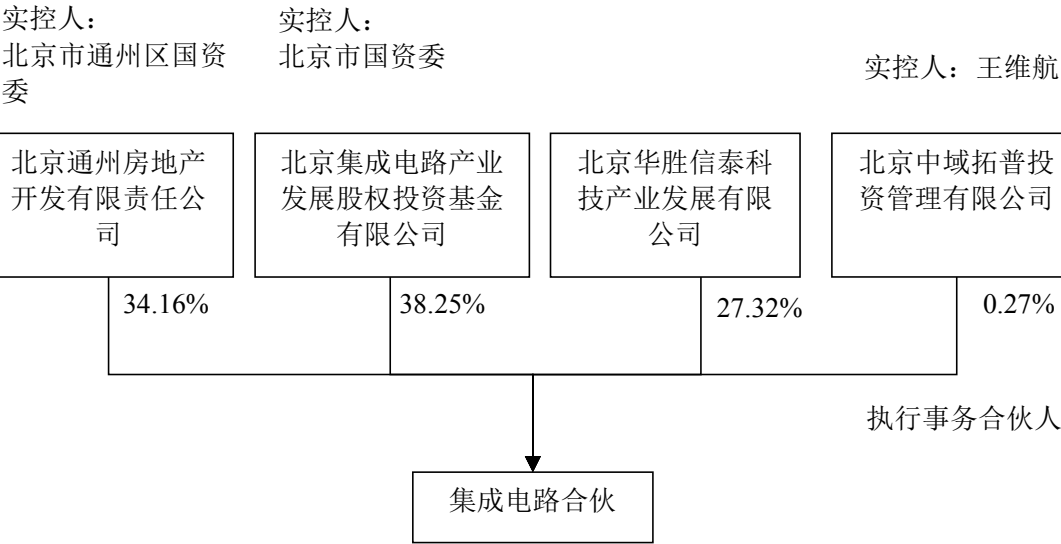 实控人：
北京市通州区国资
委
实控人：
北京市国资委
实控人：王维航
北京通州房地产
开发有限责任公
司
北京集成电路产业
发展股权投资基金
有限公司
北京华胜信泰科
技产业发展有限
公司
北京中域拓普投
资管理有限公司
34.16%
38.25%
27.32%
0.27%
执行事务合伙人
集成电路合伙